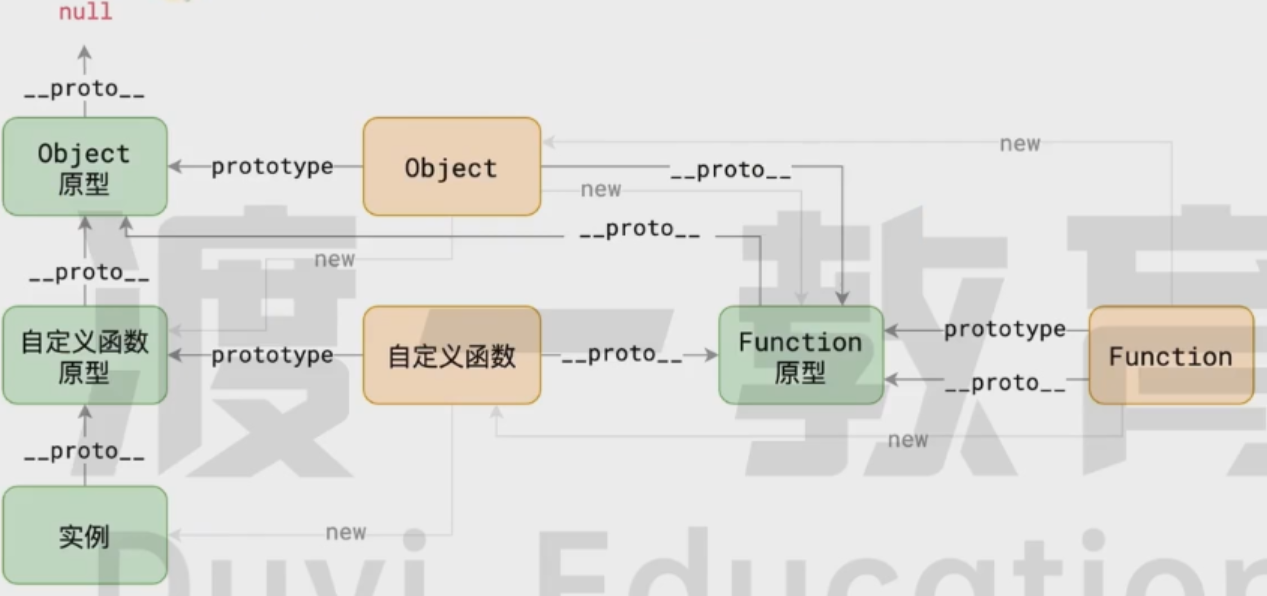 null
__proto__
Object
原型
prototype
Object
__proto__
new
new
__proto__
new
__proto__
自定义函数
原型
prototype
自定义函数
__proto__
Function
原型
prototype
__proto__
Function
new
__proto__
实例
new
渡一教育
Duyi Education